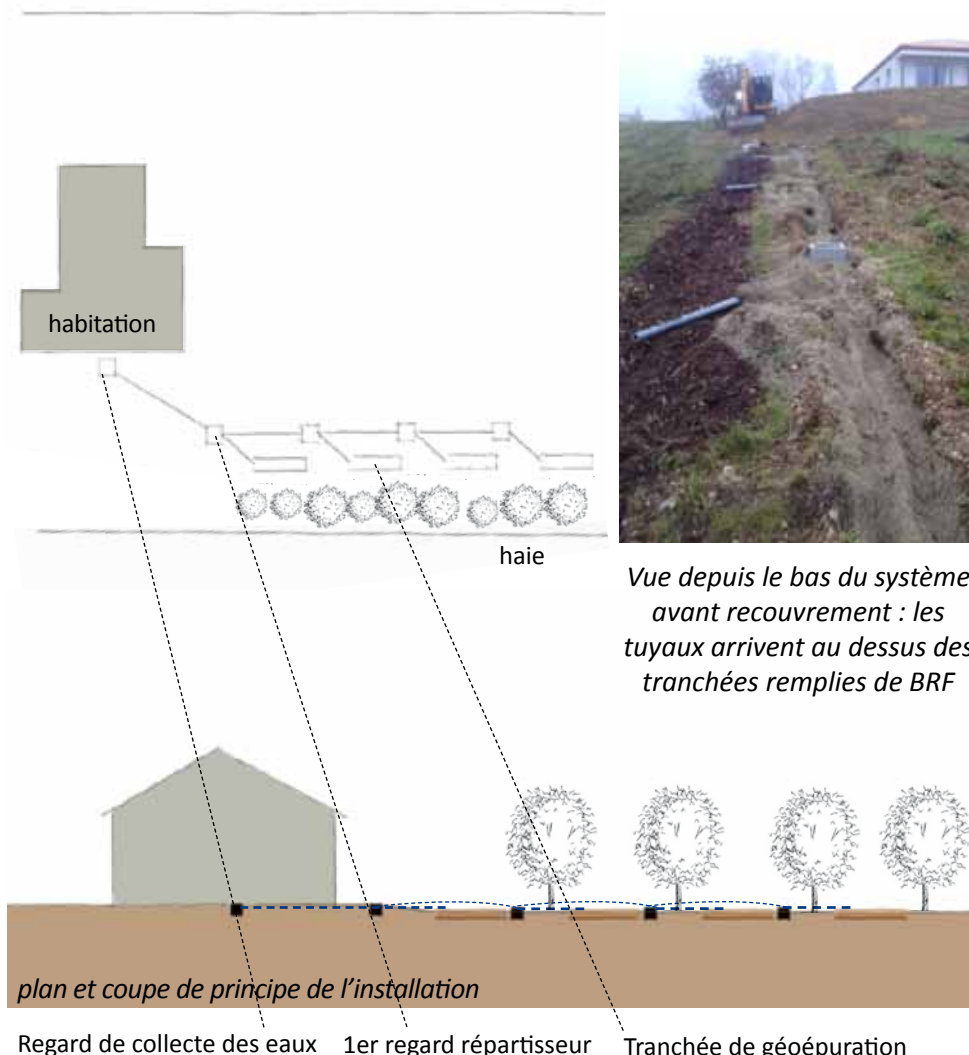 habitation
haie
Vue depuis le bas du système
avant recouvrement : les
tuyaux arrivent au dessus des
tranchées remplies de BRF
plan et coupe de principe de l'installation
Regard de collecte des eaux
1er regard répartisseur
Tranchée de géoépuration